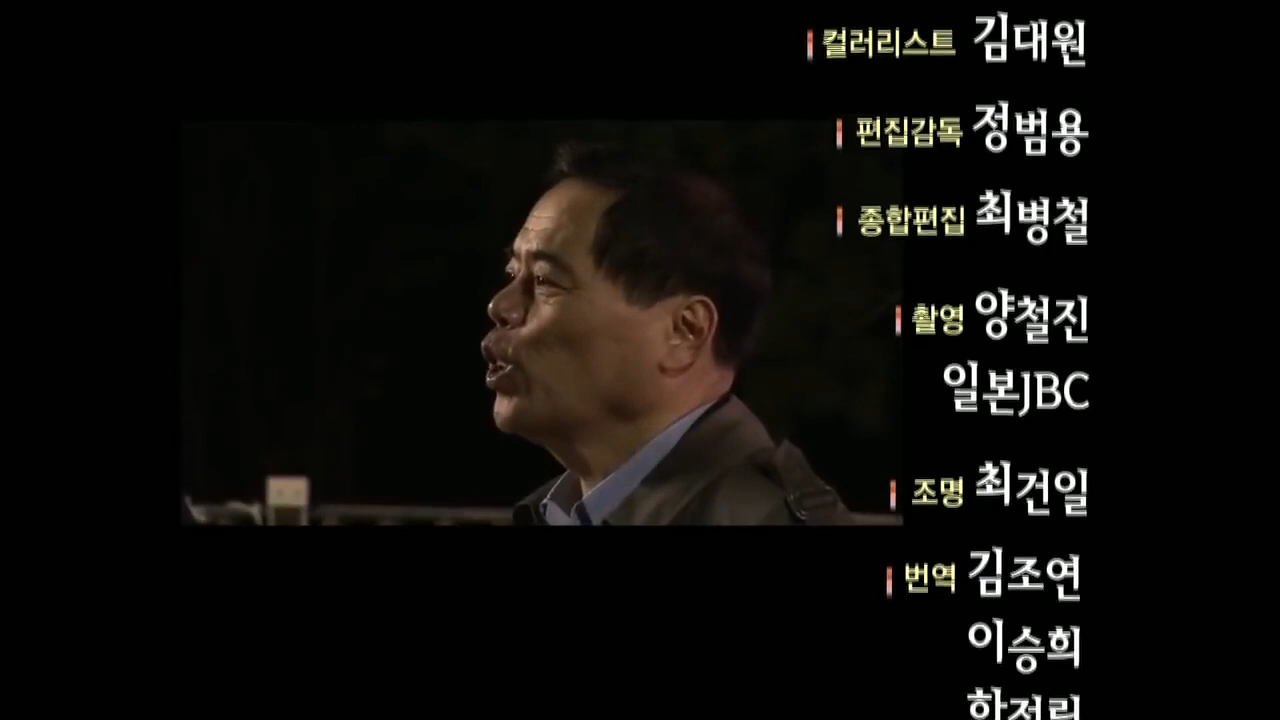 컬러리스트 김대원
편집감독 정범용
종합편집 최병철
촬영 양철진
일본JBC
조명 최건일
번역 김조연
이승희